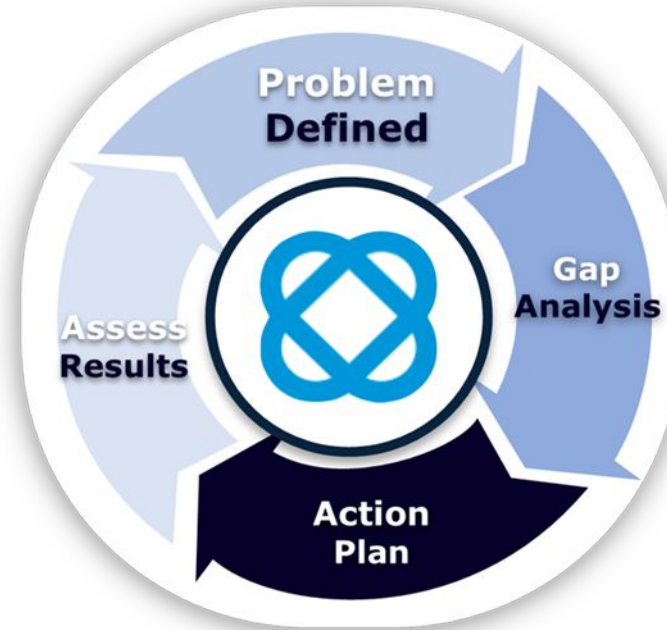 Problem
Defined
Gap
Analysis
Action
Plan
Assess
Results